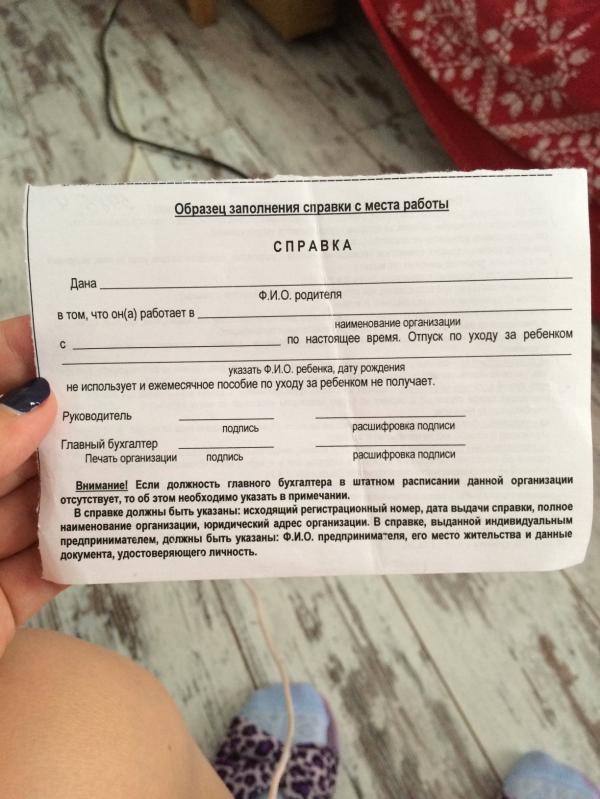 Образец заполнения справки с места работы
СПРАВКА
Дана
Ф.И.О. родителя
в том, что он(а) работает в
наименование организации
с по настоящее время. Отпуск по уходу за ребенком
указать Ф.И.О. ребенка, дату рождения
не использует и ежемесячное пособие по уходу за ребенком не получает.
Руководитель
подпись расшифровка подписи
Главный бухгалтер
Печать организации подпись расшифровка подписи
Внимание! Если должность главного бухгалтера в штатном расписании данной организации
отсутствует, то об этом необходимо указать в примечании.
В справке должны быть указаны: исходящий регистрационный номер, дата выдачи справки, полное
наименование организации, юридический адрес организации. В справке, выданной индивидуальным
предпринимателем, должны быть указаны: Ф.И.О. предпринимателя, его место жительства и данные
документа, удостоверяющего личность.